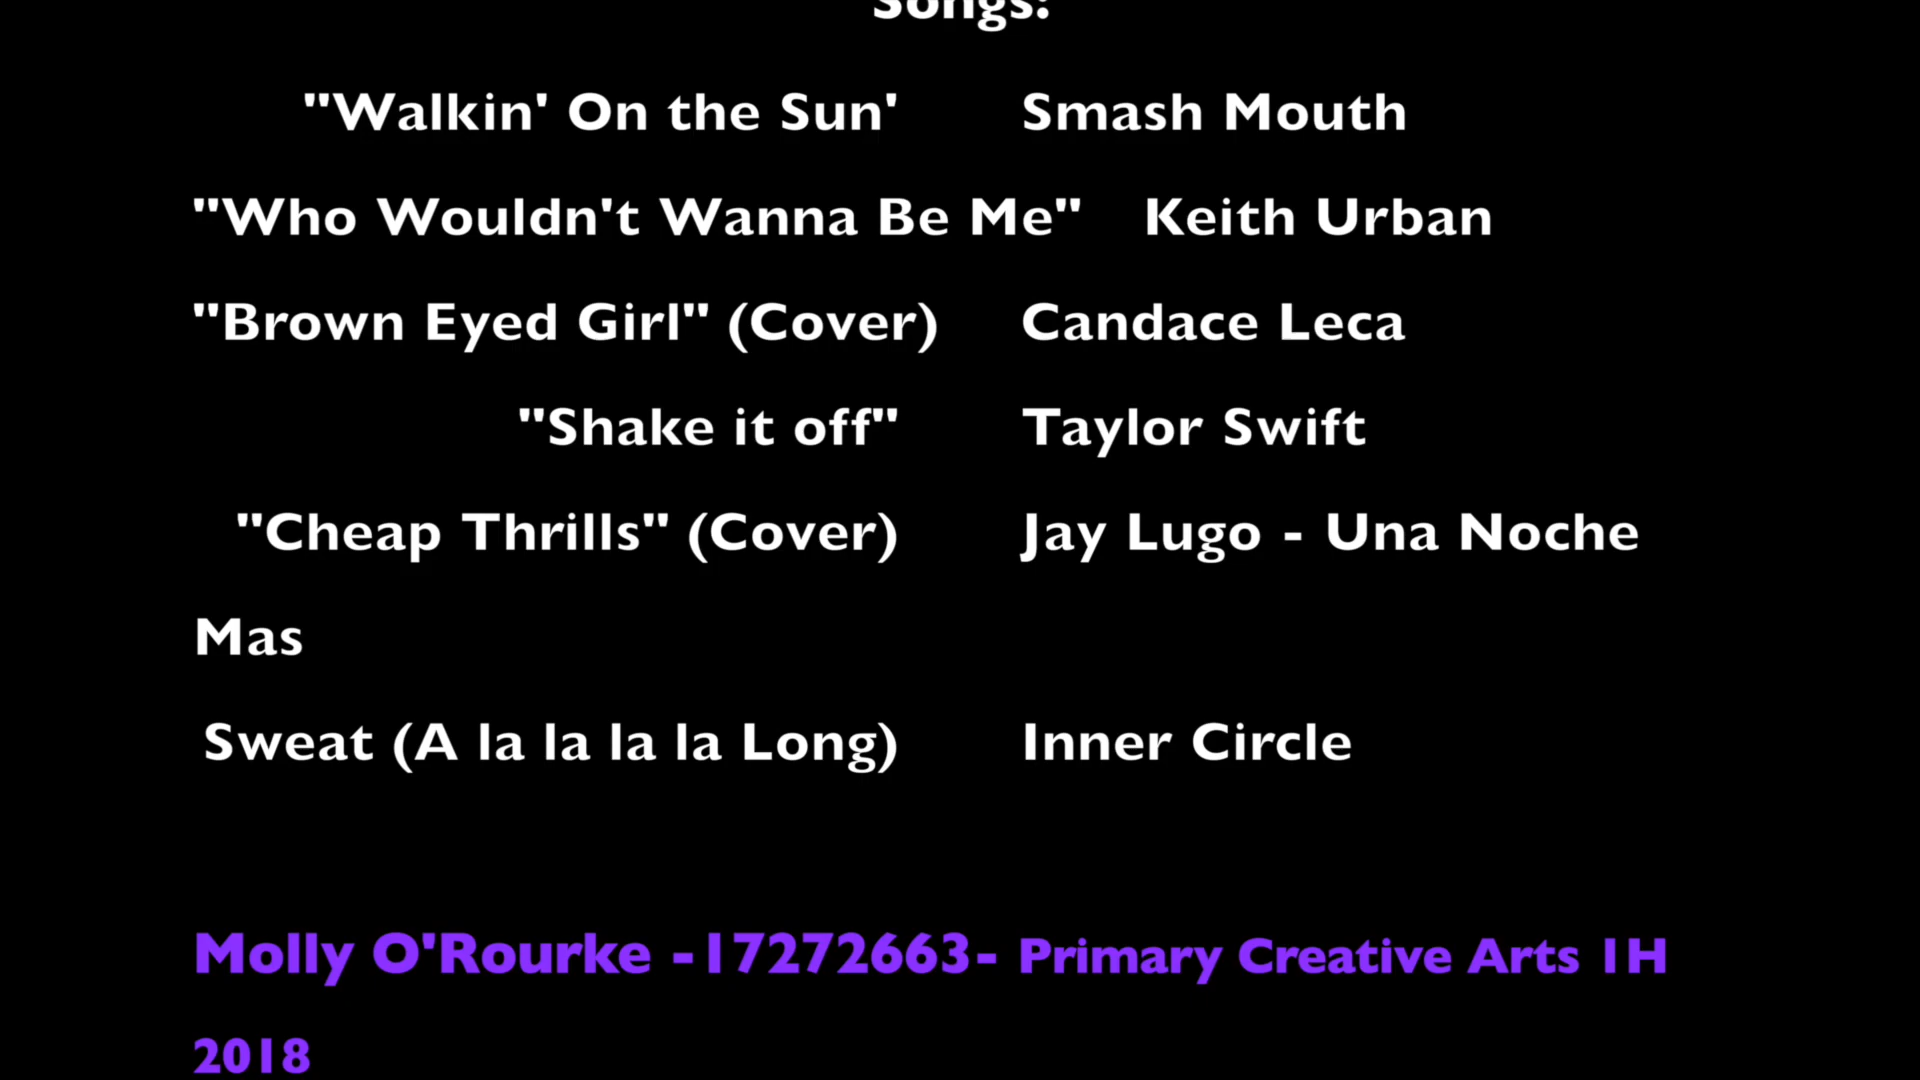 Songs:
"Walkin' On the Sun' Smash Mouth
"Who Wouldn't Wanna Be Me" Keith Urban
"Brown Eyed Girl" (Cover) Candace Leca
"Shake it off" Taylor Swift
"Cheap Thrills" (Cover) Jay Lugo - Una Noche
Mas
Sweat (A la la la la Long) Inner Circle
Molly O'Rourke -17272663- Primary Creative Arts 1H
2018